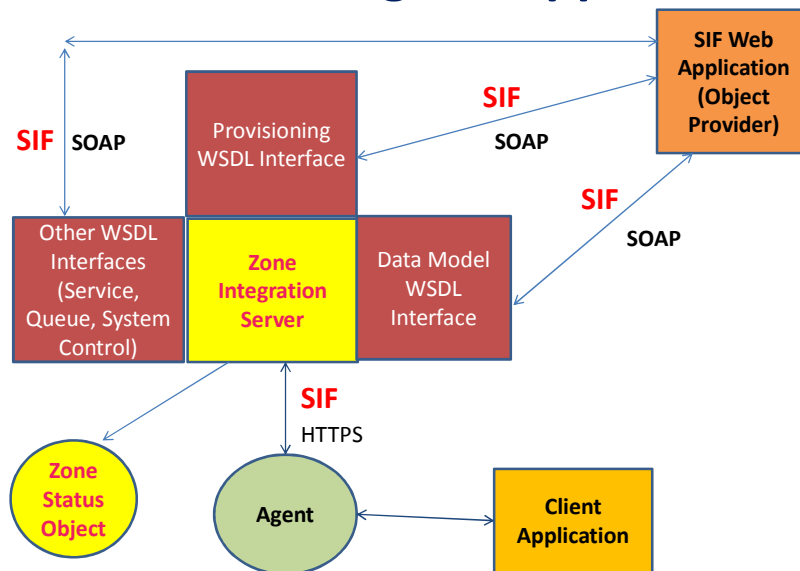 SIF Web
Application
(Object
Provider)
SIF
SOAP
Provisioning
WSDL Interface
SIF
SOAP
Other WSDL
Interfaces
(Service,
Queue, System
Control)
Zone
Integration
Server
Data Model
WSDL
Interface
SIF
SOAP
SIF
HTTPS
Zone
Status
Object
Agent
Client
Application